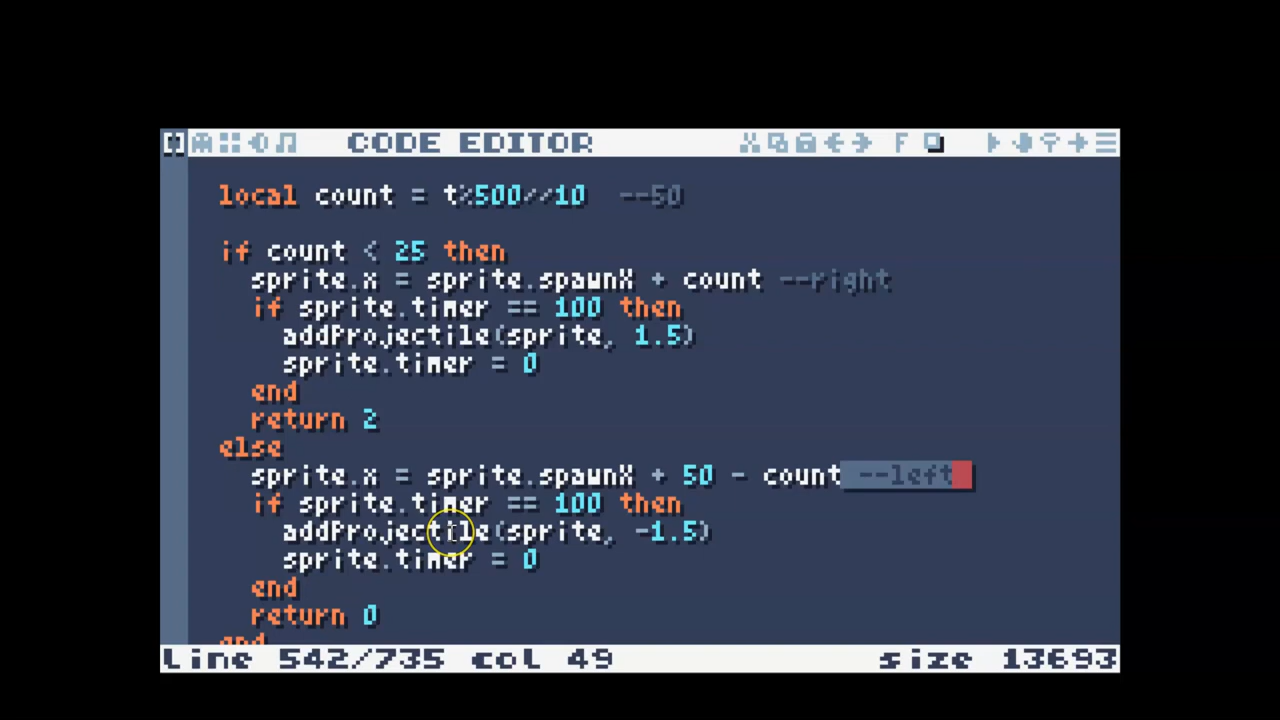 CODE EDITOR F
local count = t%500//10 --50
if count < 25 then
sprite.x = sprite.spawnX + count --right
if sprite.timer == 100 then
addProjectile(sprite, 1.5)
sprite.timer = 0
end
return 2
else
sprite.x = sprite.spawnX + 50 - count --left
if sprite.timer == 100 then
addProjectile(sprite, -1.5)
sprite.timer = 0
end
return 0
end
line 542/735 col 49 size 13693